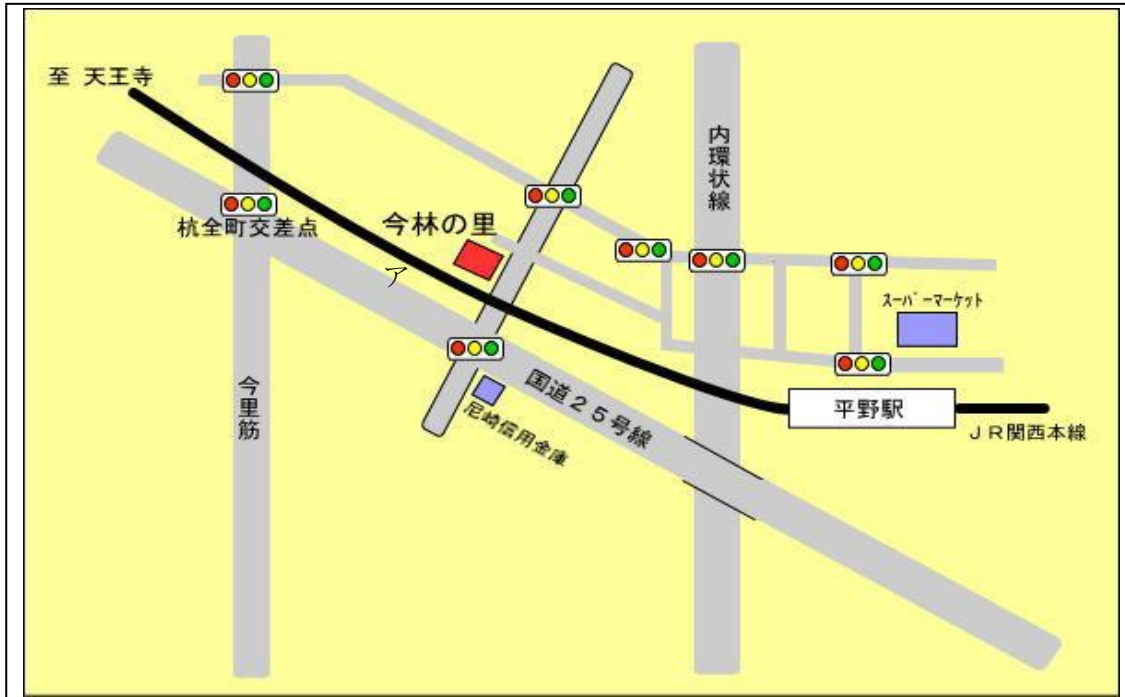 至 天王寺
内環状線
今林の里
杭全町交差点
ア
スーパーマーケット
今里筋
国道25号線
平野駅
JR関西本線
尼崎信用金庫